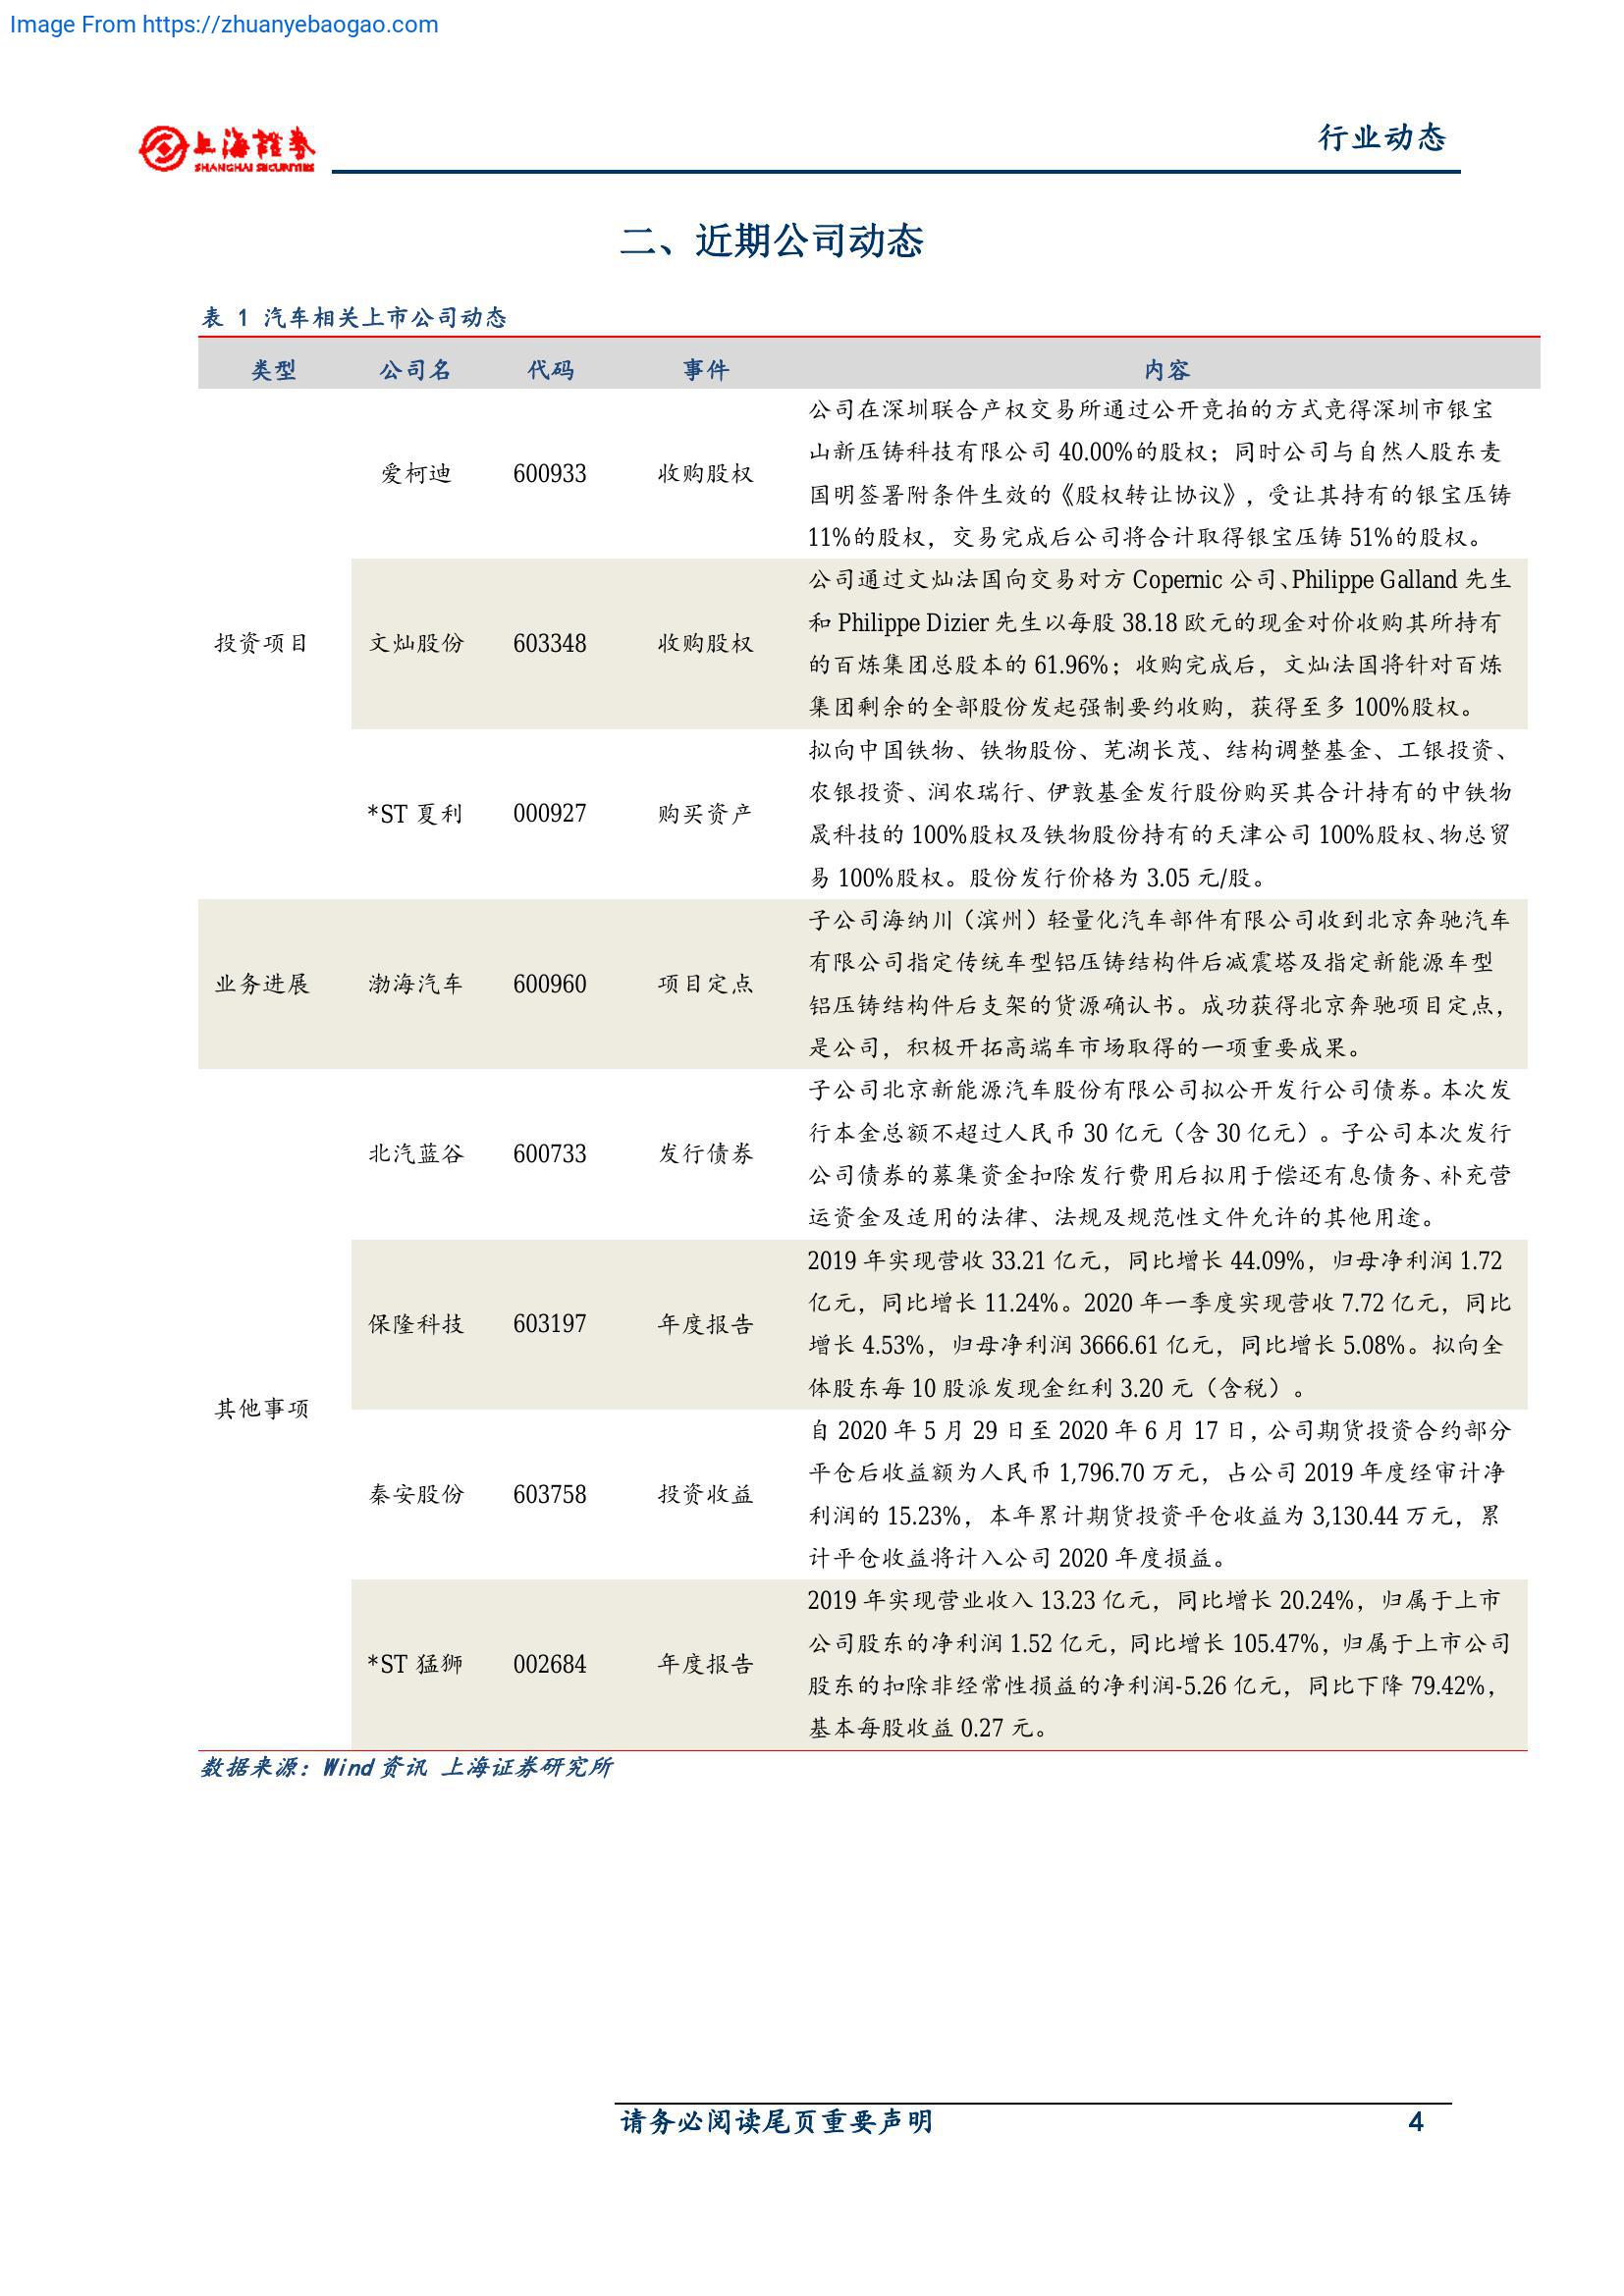 Image From https://zhuanyebaogao.com
上海證券
SHANGHAI SECURITIES
行业动态
二、近期公司动态
表 1 汽车相关上市公司动态
类型 公司名 代码 事件 内容
投资项目
爱柯迪 600933 收购股权
公司在深圳联合产权交易所通过公开竞拍的方式竞得深圳市银宝
山新压铸科技有限公司 40.00%的股权；同时公司与自然人股东麦
国明签署附条件生效的《股权转让协议》，受让其持有的银宝压铸
11%的股权，交易完成后公司将合计取得银宝压铸 51%的股权。
文灿股份 603348 收购股权
公司通过文灿法国向交易对方 Copernic 公司、Philippe Galland 先生
和 Philippe Dizier 先生以每股 38.18 欧元的现金对价收购其所持有
的百炼集团总股本的 61.96%；收购完成后，文灿法国将针对百炼
集团剩余的全部股份发起强制要约收购，获得至多 100%股权。
*ST 夏利 000927 购买资产
拟向中国铁物、铁物股份、芜湖长茂、结构调整基金、工银投资、
农银投资、润农瑞行、伊敦基金发行股份购买其合计持有的中铁物
晟科技的 100%股权及铁物股份持有的天津公司 100%股权、物总贸
易 100%股权。股份发行价格为 3.05 元/股。
业务进展 渤海汽车 600960 项目定点
子公司海纳川（滨州）轻量化汽车部件有限公司收到北京奔驰汽车
有限公司指定传统车型铝压铸结构件后减震塔及指定新能源车型
铝压铸结构件后支架的货源确认书。成功获得北京奔驰项目定点，
是公司，积极开拓高端车市场取得的一项重要成果。
其他事项
北汽蓝谷 600733 发行债券
子公司北京新能源汽车股份有限公司拟公开发行公司债券。本次发
行本金总额不超过人民币 30 亿元（含 30 亿元）。子公司本次发行
公司债券的募集资金扣除发行费用后拟用于偿还有息债务、补充营
运资金及适用的法律、法规及规范性文件允许的其他用途。
保隆科技 603197 年度报告
2019 年实现营收 33.21 亿元，同比增长 44.09%，归母净利润 1.72
亿元，同比增长 11.24%。2020 年一季度实现营收 7.72 亿元，同比
增长 4.53%，归母净利润 3666.61 亿元，同比增长 5.08%。拟向全
体股东每 10 股派发现金红利 3.20 元（含税）。
秦安股份 603758 投资收益
自 2020 年 5 月 29 日至 2020 年 6 月 17 日，公司期货投资合约部分
平仓后收益额为人民币 1,796.70 万元，占公司 2019 年度经审计净
利润的 15.23%，本年累计期货投资平仓收益为 3,130.44 万元，累
计平仓收益将计入公司 2020 年度损益。
*ST 猛狮 002684 年度报告
2019 年实现营业收入 13.23 亿元，同比增长 20.24%，归属于上市
公司股东的净利润 1.52 亿元，同比增长 105.47%，归属于上市公司
股东的扣除非经常性损益的净利润-5.26 亿元，同比下降 79.42%，
基本每股收益 0.27 元。
数据来源：Wind 资讯 上海证券研究所
请务必阅读尾页重要声明 4